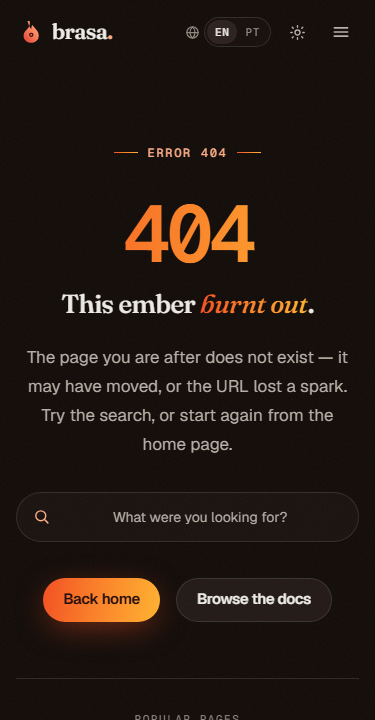 brasa.
EN PT
ERROR 404
404
This ember burnt out.
The page you are after does not exist — it
may have moved, or the URL lost a spark.
Try the search, or start again from the
home page.
What were you looking for?
Back home
Browse the docs
POPULAR PAGES